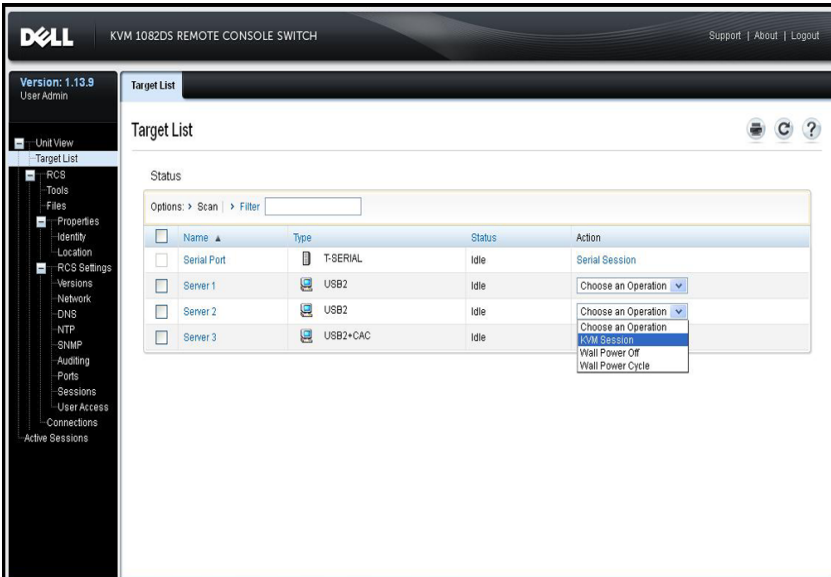 DELL KVM 1082DS REMOTE CONSOLE SWITCH Support | About | Logout
Version: 1.13.9
User Admin
Unit View
Target List
RCS
Tools
Files
Properties
Identity
Location
RCS Settings
Versions
Network
DNS
NTP
SNMP
Auditing
Ports
Sessions
User Access
Connections
Active Sessions
Target List
Target List
?
Status
Options: > Scan | > Filter
Name ▲ Type Status Action
Serial Port T-SERIAL Idle Serial Session
Server 1 USB2 Idle Choose an Operation
Server 2 USB2 Idle Choose an Operation
Choose an Operation
KVM Session
Wall Power Off
Wall Power Cycle
Server 3 USB2+CAC Idle